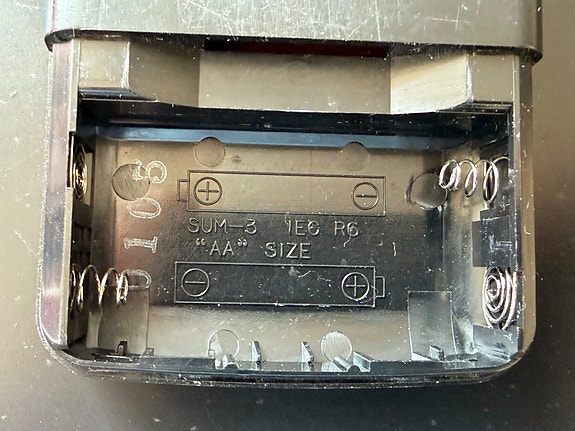 SUM-3 IEC R6
"AA" SIZE